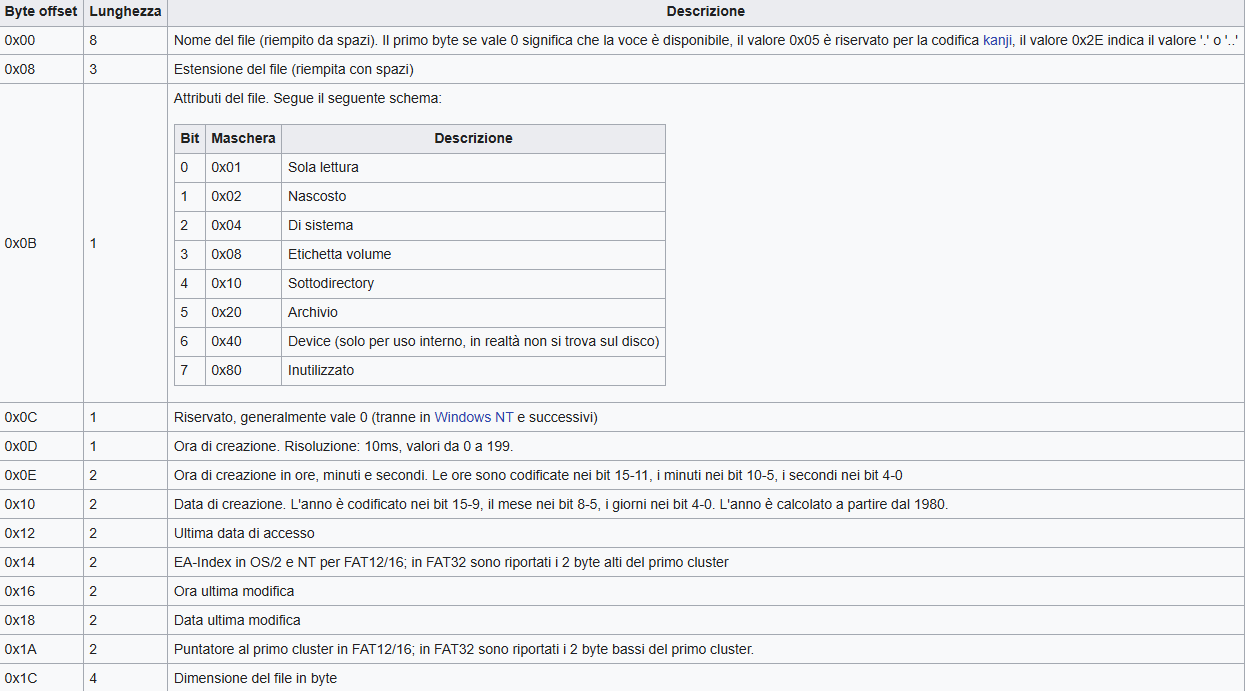 Byte offset Lunghezza Descrizione
0x00 8 Nome del file (riempito da spazi). Il primo byte se vale 0 significa che la voce è disponibile, il valore 0x05 è riservato per la codifica kanji, il valore 0x2E indica il valore '.' o '..'
0x08 3 Estensione del file (riempita con spazi)
Attributi del file. Segue il seguente schema:
Bit Maschera Descrizione
0 0x01 Sola lettura
1 0x02 Nascosto
2 0x04 Di sistema
0x0B 1
3 0x08 Etichetta volume
4 0x10 Sottodirectory
5 0x20 Archivio
6 0x40 Device (solo per uso interno, in realtà non si trova sul disco)
7 0x80 Inutilizzato
0x0C 1 Riservato, generalmente vale 0 (tranne in Windows NT e successivi)
0x0D 1 Ora di creazione. Risoluzione: 10ms, valori da 0 a 199.
0x0E 2 Ora di creazione in ore, minuti e secondi. Le ore sono codificate nei bit 15-11, i minuti nei bit 10-5, i secondi nei bit 4-0
0x10 2 Data di creazione. L'anno è codificato nei bit 15-9, il mese nei bit 8-5, i giorni nei bit 4-0. L'anno è calcolato a partire dal 1980.
0x12 2 Ultima data di accesso
0x14 2 EA-Index in OS/2 e NT per FAT12/16; in FAT32 sono riportati i 2 byte alti del primo cluster
0x16 2 Ora ultima modifica
0x18 2 Data ultima modifica
0x1A 2 Puntatore al primo cluster in FAT12/16; in FAT32 sono riportati i 2 byte bassi del primo cluster.
0x1C 4 Dimensione del file in byte